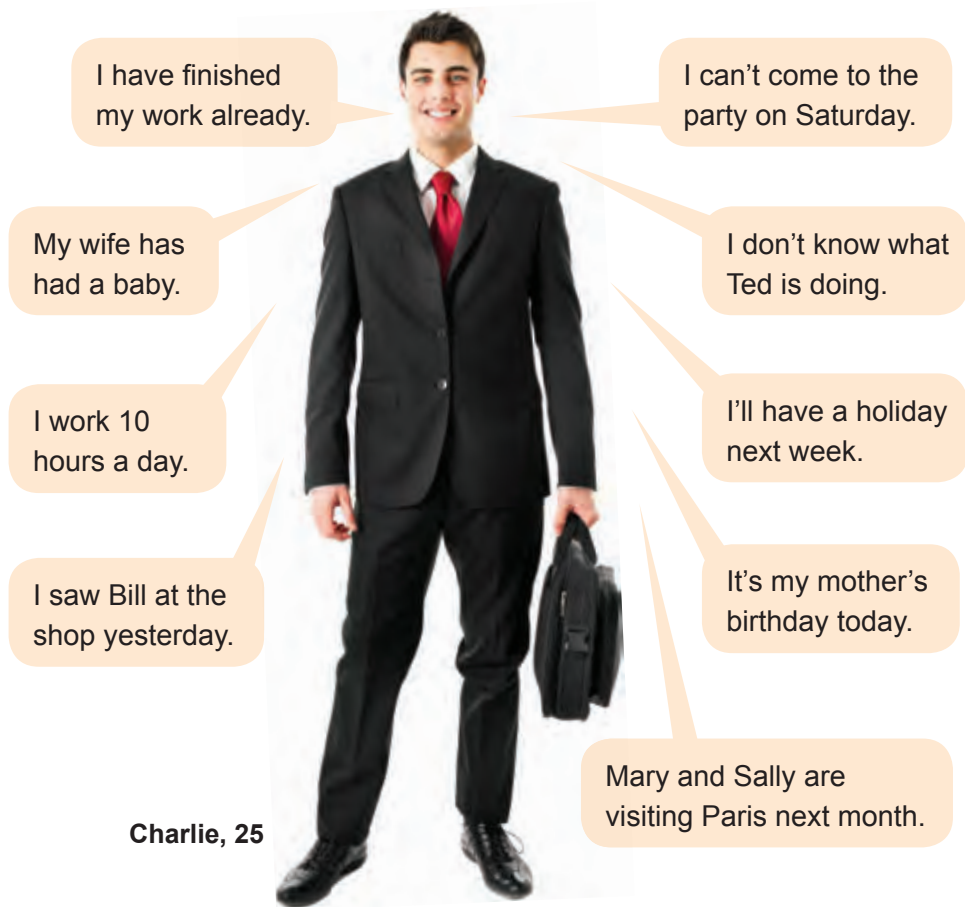 I have finished
my work already.
I can't come to the
party on Saturday.
My wife has
had a baby.
I don't know what
Ted is doing.
I work 10
hours a day.
I'll have a holiday
next week.
I saw Bill at the
shop yesterday.
It's my mother's
birthday today.
Mary and Sally are
visiting Paris next month.
Charlie, 25